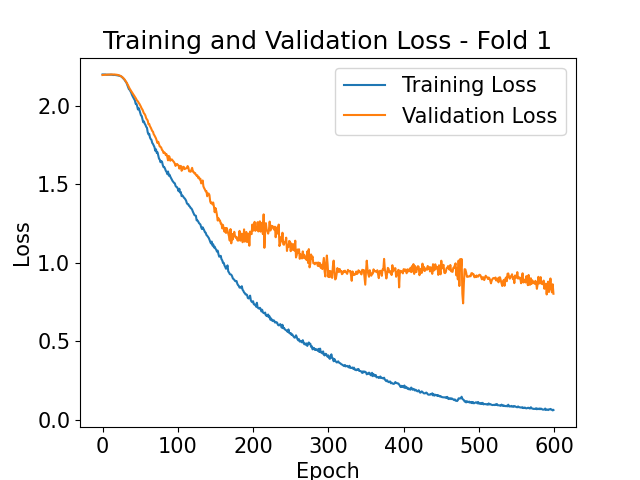 Training and Validation Loss - Fold 1
Training Loss
Validation Loss
Loss
2.0
1.5
1.0
0.5
0.0
0 100 200 300 400 500 600
Epoch